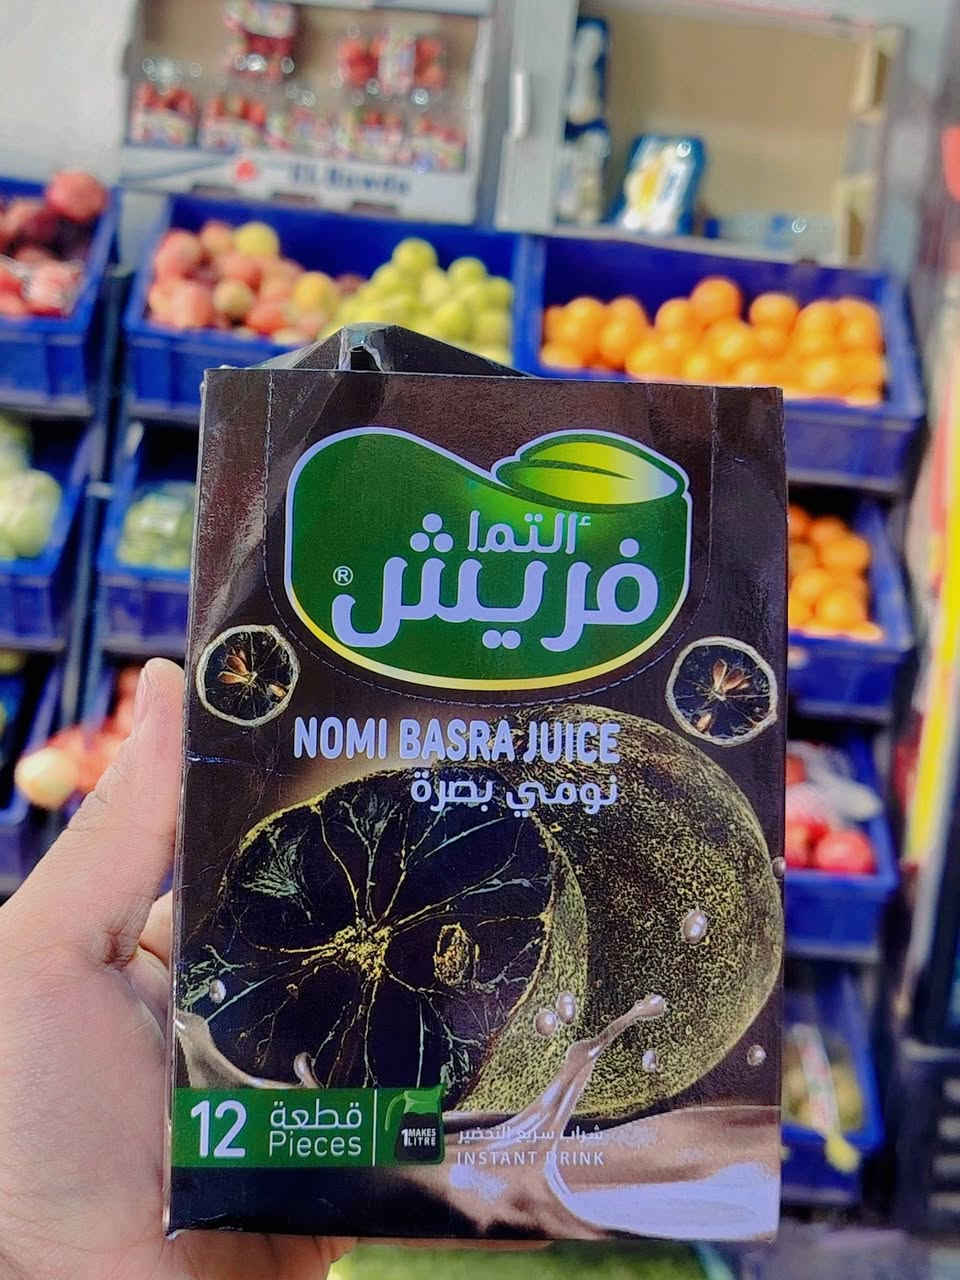 ألتما
فريش
®
NOMI BASRA JUICE
نومي بصرة
12 قطعة
Pieces
MAKES
1 LITRE
شراب سريع التحضير
INSTANT DRINK